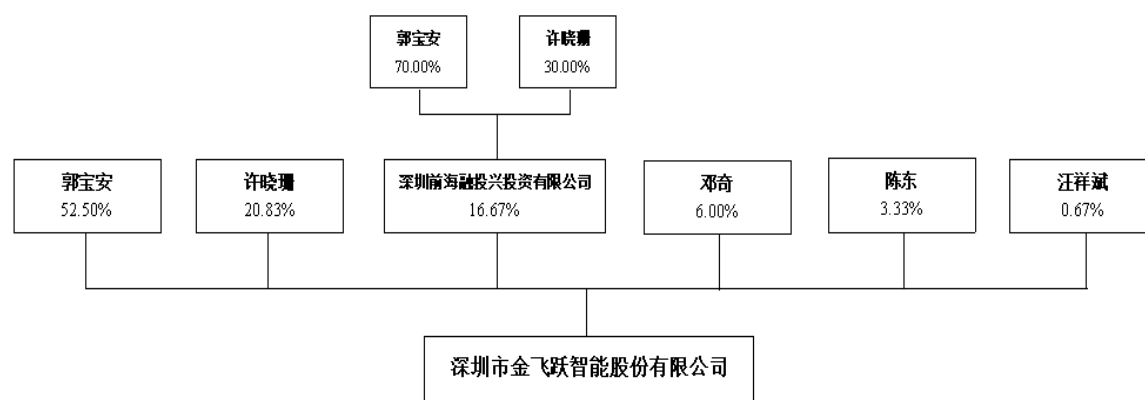 郭宝安
70.00%
许晓珊
30.00%
郭宝安
52.50%
许晓珊
20.83%
深圳前海融投兴投资有限公司
16.67%
邓奇
6.00%
陈东
3.33%
汪祥斌
0.67%
深圳市金飞跃智能股份有限公司